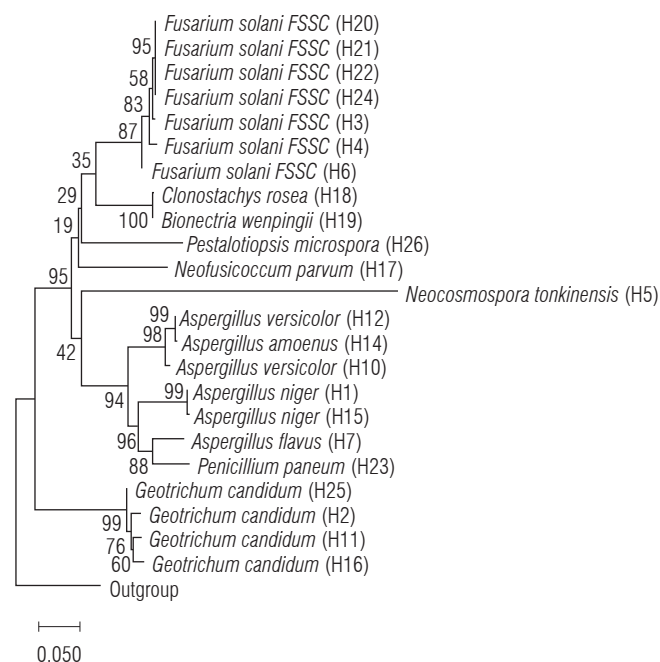 Fusarium solani FSSC (H20)
95
Fusarium solani FSSC (H21)
58
Fusarium solani FSSC (H22)
83
Fusarium solani FSSC (H24)
87
Fusarium solani FSSC (H3)
Fusarium solani FSSC (H4)
35
Fusarium solani FSSC (H6)
29
Clonostachys rosea (H18)
19
100
Bionectria wenpingii (H19)
Pestalotiopsis microspora (H26)
95
Neofusicoccum parvum (H17)
Neocosmospora tonkinensis (H5)
99
Aspergillus versicolor (H12)
98
Aspergillus amoenus (H14)
42
Aspergillus versicolor (H10)
94
99
Aspergillus niger (H1)
Aspergillus niger (H15)
96
Aspergillus flavus (H7)
88
Penicillium paneum (H23)
Geotrichum candidum (H25)
99
Geotrichum candidum (H2)
76
Geotrichum candidum (H11)
60
Geotrichum candidum (H16)
Outgroup
0.050